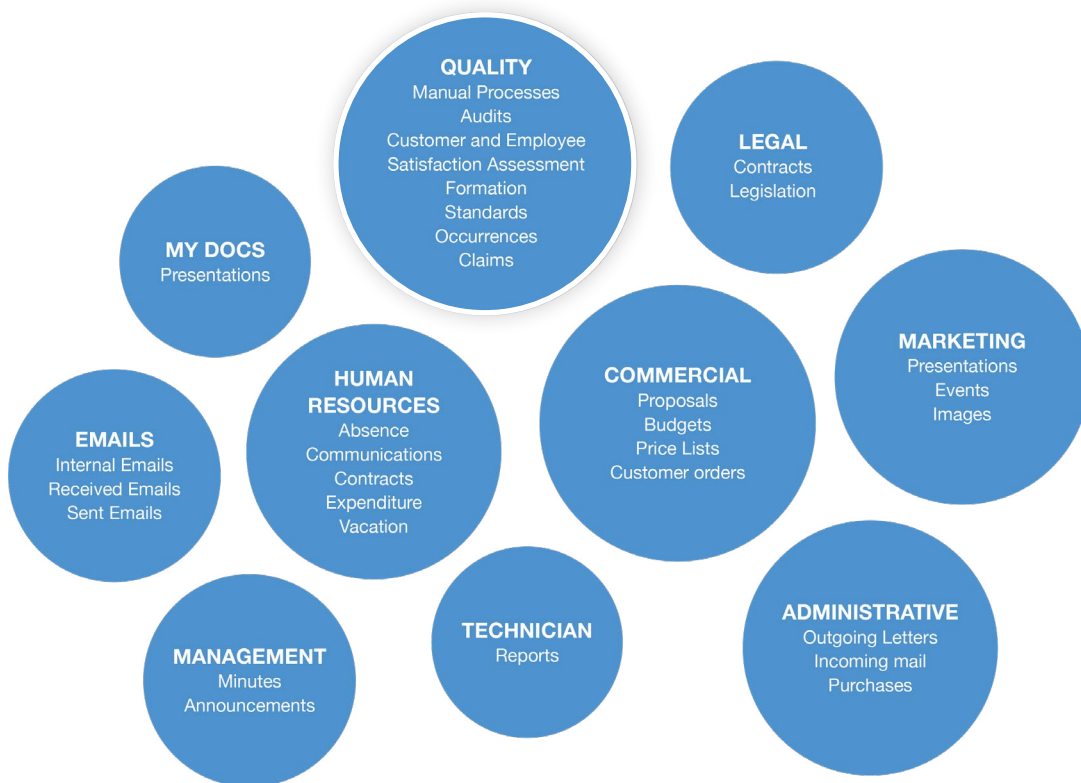 QUALITY
Manual Processes
Audits
Customer and Employee
Satisfaction Assessment
Formation
Standards
Occurrences
Claims
LEGAL
Contracts
Legislation
MY DOCS
Presentations
HUMAN
RESOURCES
Absence
Communications
Contracts
Expenditure
Vacation
COMMERCIAL
Proposals
Budgets
Price Lists
Customer orders
MARKETING
Presentations
Events
Images
EMAILS
Internal Emails
Received Emails
Sent Emails
MANAGEMENT
Minutes
Announcements
TECHNICIAN
Reports
ADMINISTRATIVE
Outgoing Letters
Incoming mail
Purchases